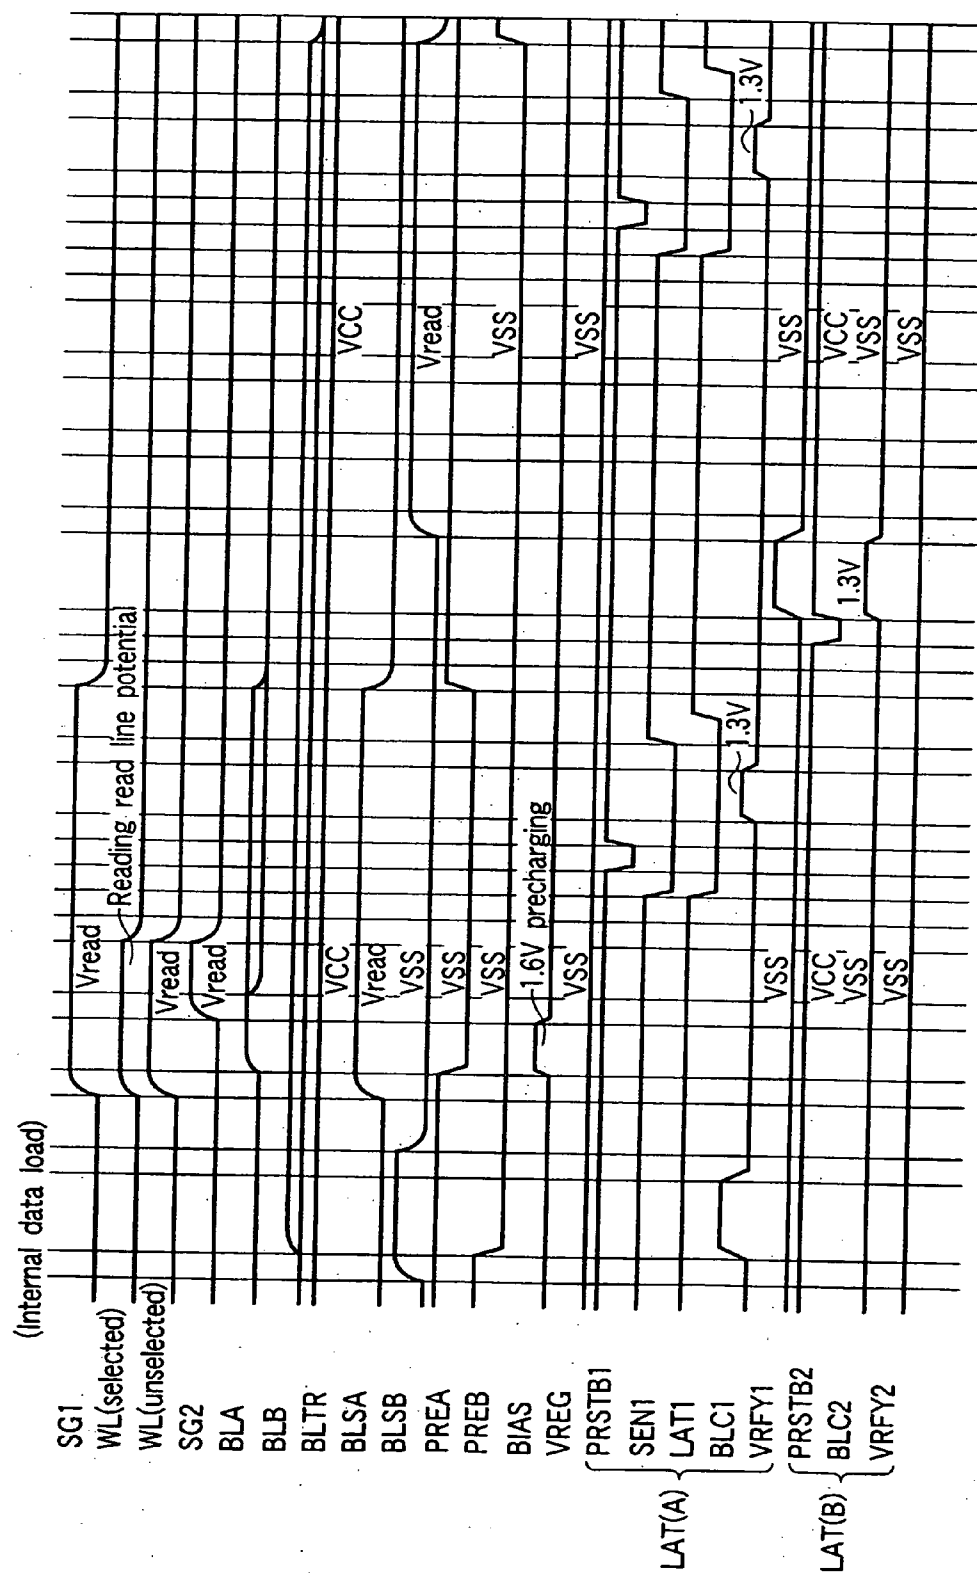 (Internal data load)
SG1
WL(selected)
WL(unselected)
SG2
BLA
BLB
BLTR
BLSA
BLSB
PREA
PREB
BIAS
VREG
LAT(A)
PRSTB1
SEN1
LAT1
BLC1
VRFY1
LAT(B)
PRSTB2
BLC2
VRFY2
Vread
Reading read line potential
Vread
Vread
VCC
VCC
Vread
VSS
Vread
VSS
VSS
VSS
1.6V precharging
VSS
VSS
1.3V
1.3V
VSS
VSS
VCC
VCC
VSS
1.3V
VSS
VSS
VSS